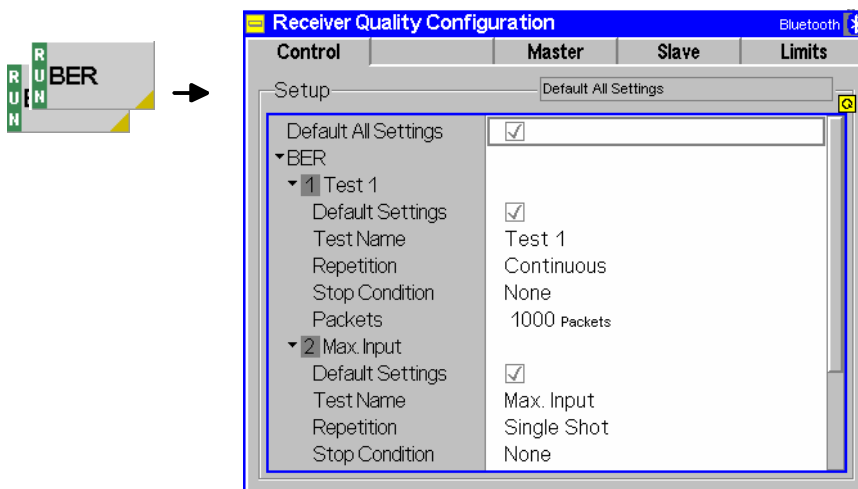 RUN BER
RUN
Receiver Quality Configuration Bluetooth
Control Master Slave Limits
Setup Default All Settings
Default All Settings
BER
1 Test 1
Default Settings
Test Name Test 1
Repetition Continuous
Stop Condition None
Packets 1000 Packets
2 Max. Input
Default Settings
Test Name Max. Input
Repetition Single Shot
Stop Condition None